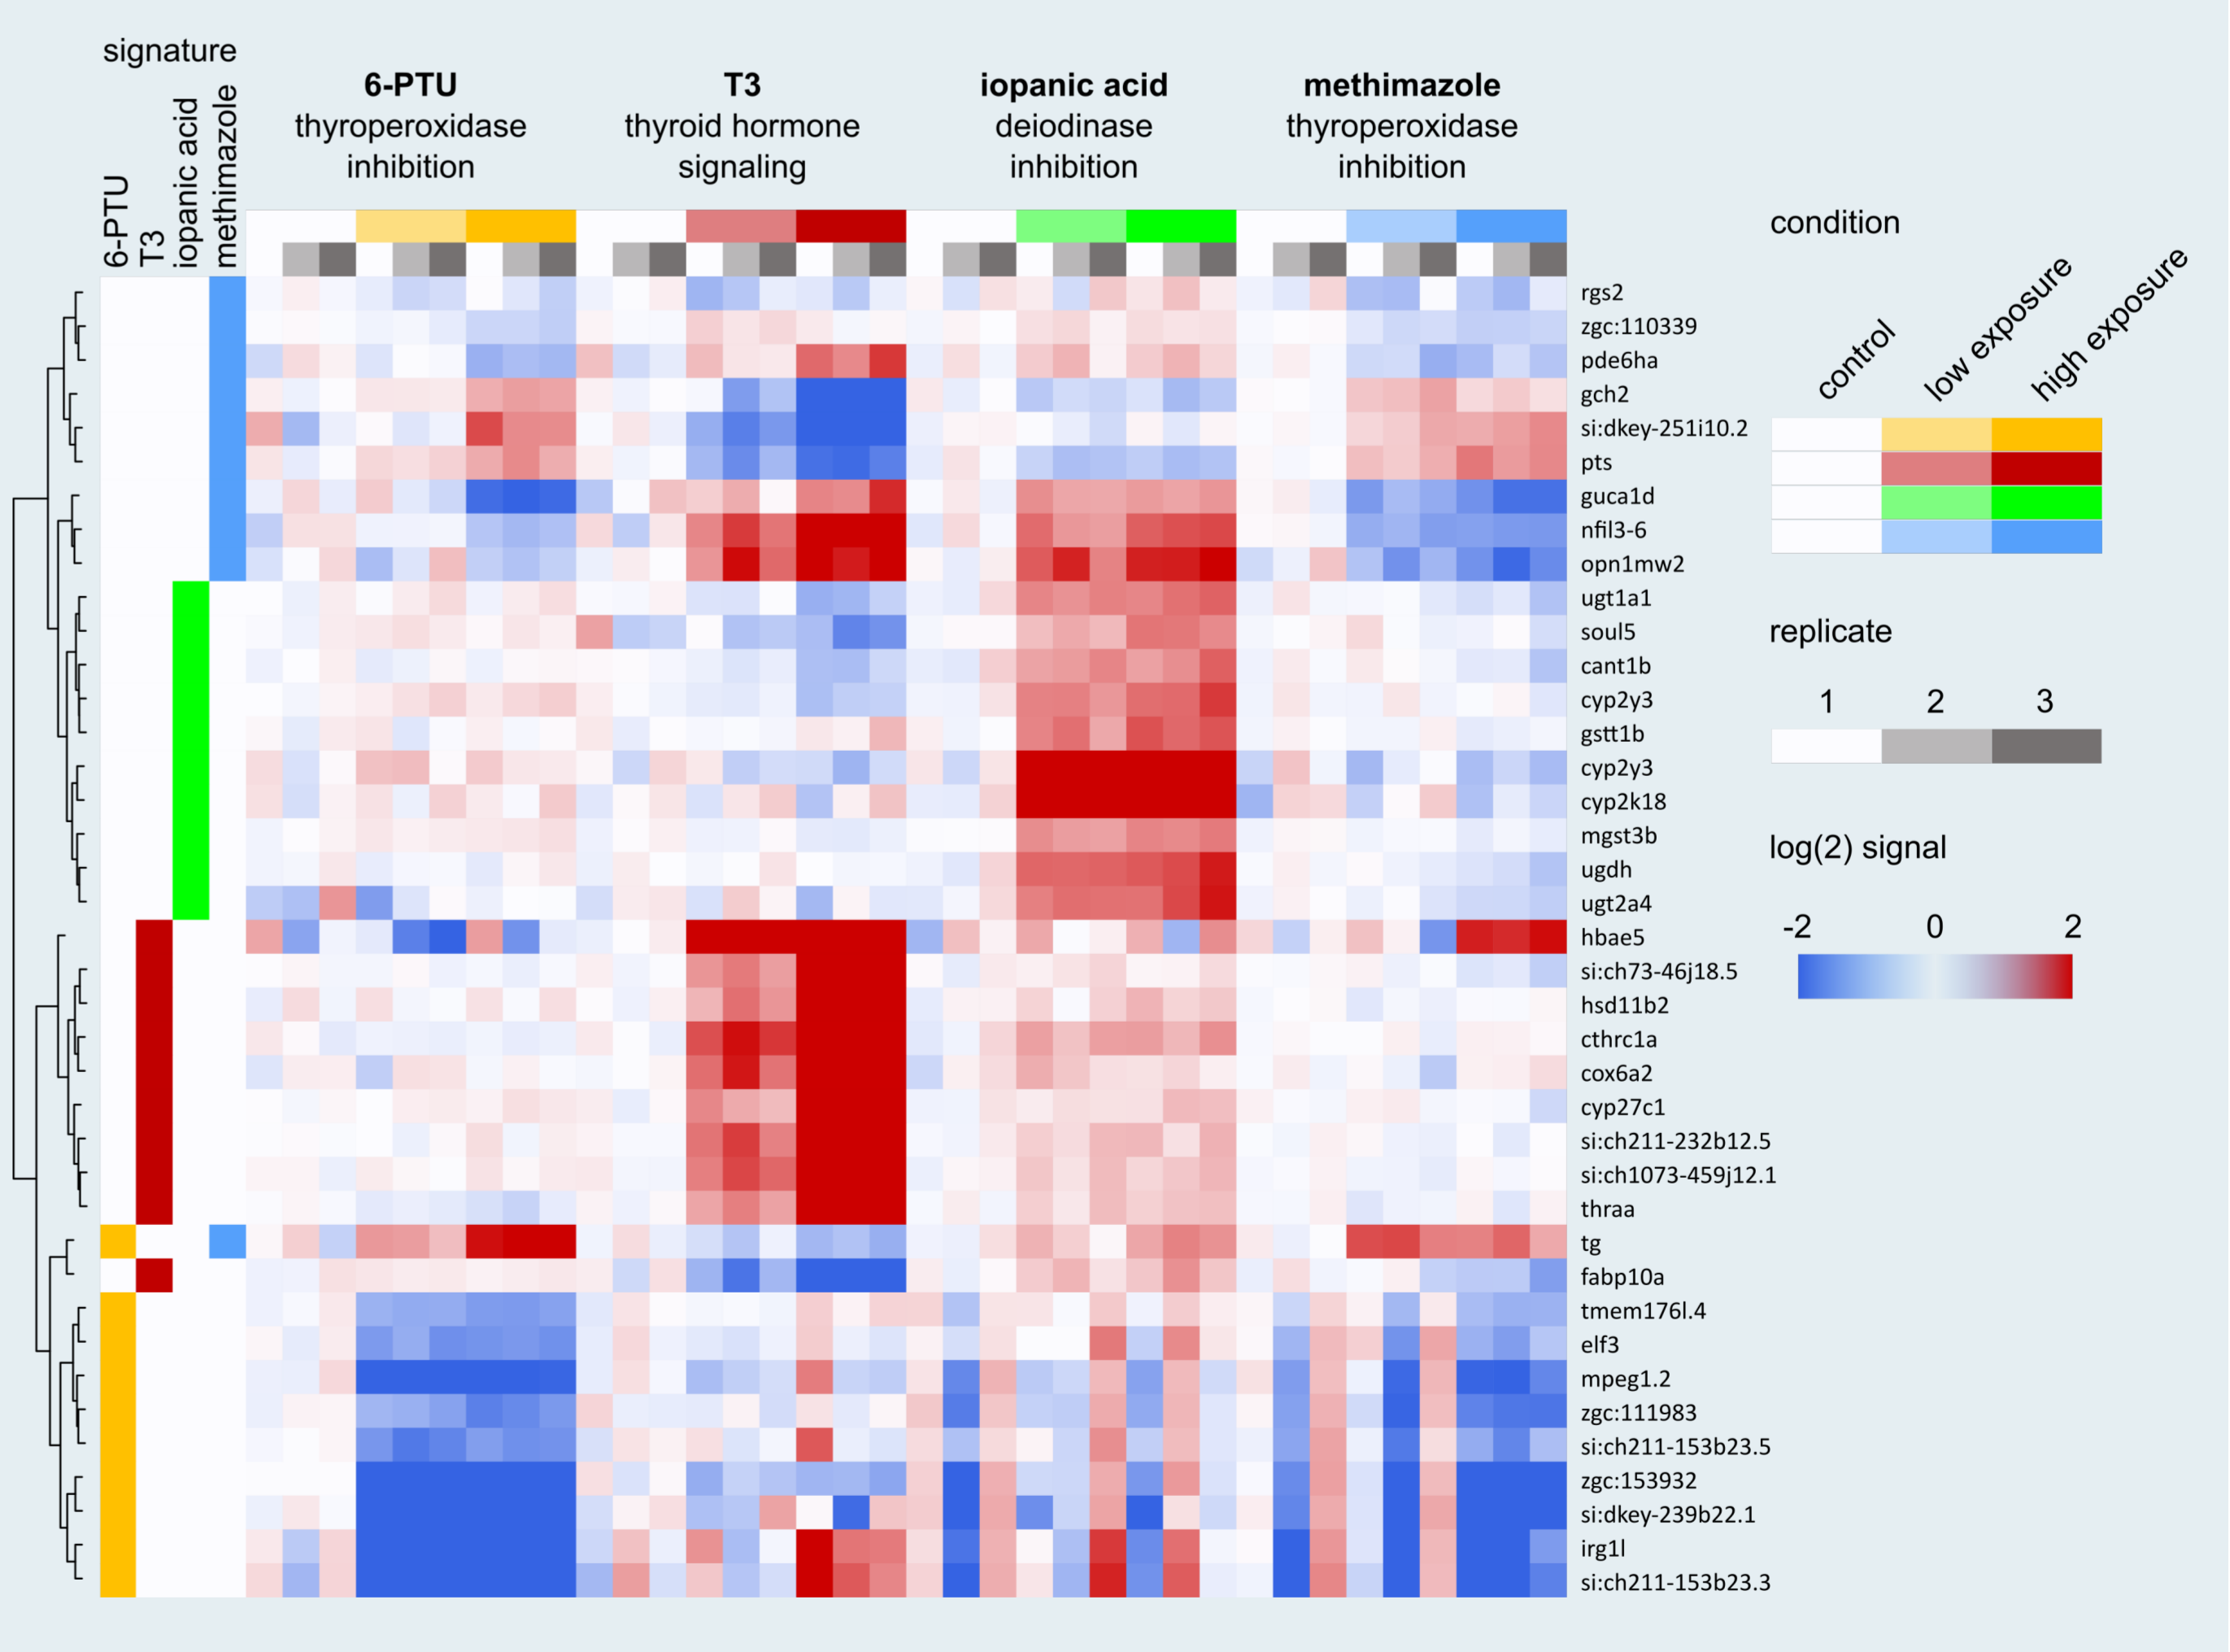 signature
6-PTU
T3
iopanic acid
methimazole
6-PTU
thyroperoxidase
inhibition
T3
thyroid hormone
signaling
iopanic acid
deiodinase
inhibition
methimazole
thyroperoxidase
inhibition
rgs2
zgc:110339
pde6ha
gch2
si:dkey-251i10.2
pts
guca1d
nfil3-6
opn1mw2
ugt1a1
soul5
cant1b
cyp2y3
gstt1b
cyp2y3
cyp2k18
mgst3b
ugdh
ugt2a4
hbae5
si:ch73-46j18.5
hsd11b2
cthrc1a
cox6a2
cyp27c1
si:ch211-232b12.5
si:ch1073-459j12.1
thraa
tg
fabp10a
tmem176l.4
elf3
mpeg1.2
zgc:111983
si:ch211-153b23.5
zgc:153932
si:dkey-239b22.1
irg1l
si:ch211-153b23.3
condition
control
low exposure
high exposure
replicate
1 2 3
log(2) signal
-2 0 2